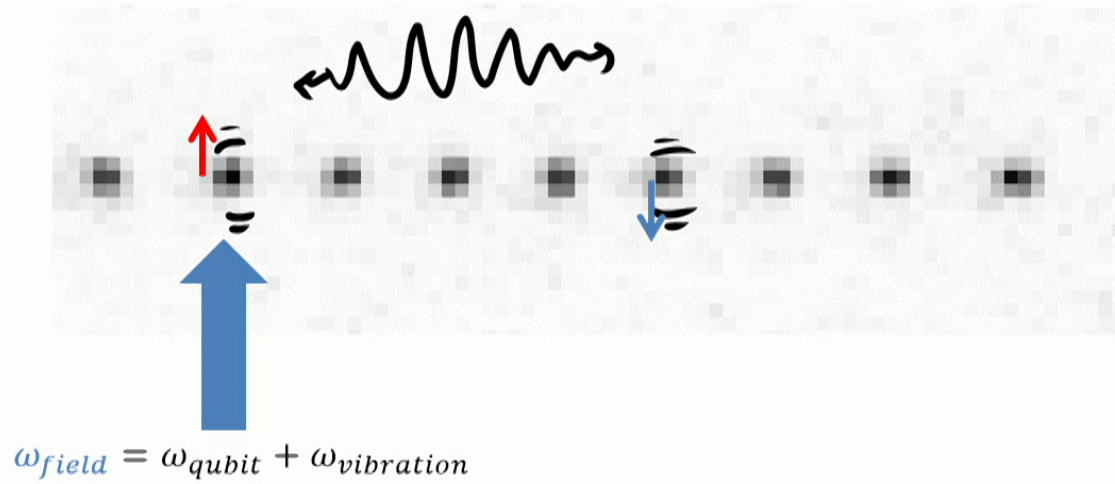 ω_field = ω_qubit + ω_vibration